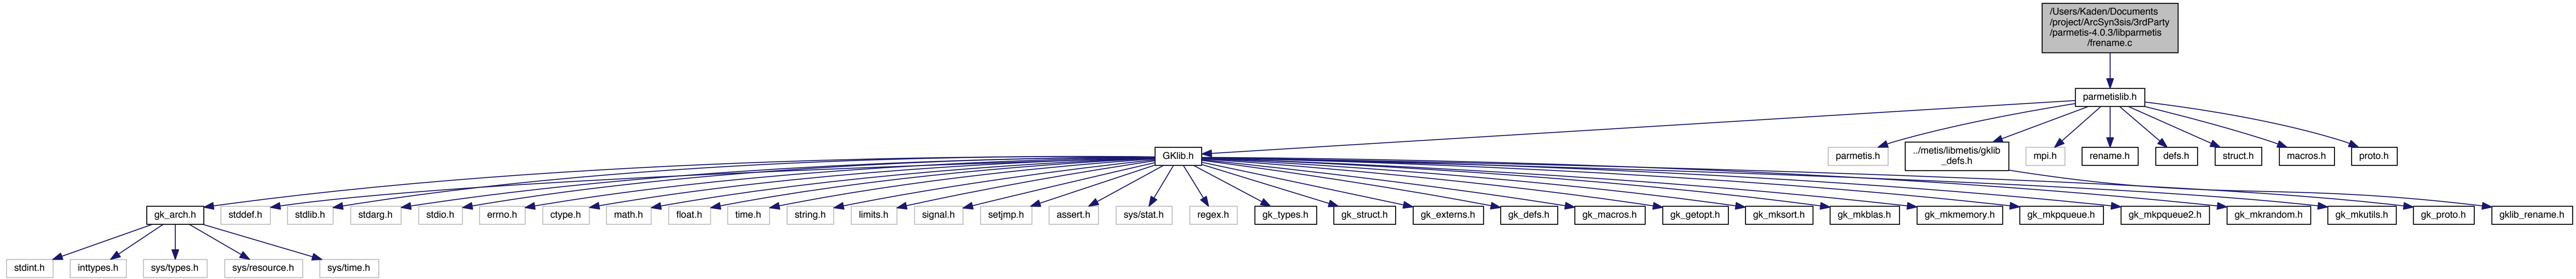 /Users/Kaden/Documents
/project/ArcSyn3sis/3rdParty
/parmetis-4.0.3/libparmetis
/frename.c
parmetislib.h
GKlib.h
parmetis.h
../metis/libmetis/gklib
_defs.h
mpi.h
rename.h
defs.h
struct.h
macros.h
proto.h
gk_arch.h
stddef.h
stdlib.h
stdarg.h
stdio.h
errno.h
ctype.h
math.h
float.h
time.h
string.h
limits.h
signal.h
setjmp.h
assert.h
sys/stat.h
regex.h
gk_types.h
gk_struct.h
gk_externs.h
gk_defs.h
gk_macros.h
gk_getopt.h
gk_mksort.h
gk_mkblas.h
gk_mkmemory.h
gk_mkpqueue.h
gk_mkpqueue2.h
gk_mkrandom.h
gk_mkutils.h
gk_proto.h
gklib_rename.h
stdint.h
inttypes.h
sys/types.h
sys/resource.h
sys/time.h